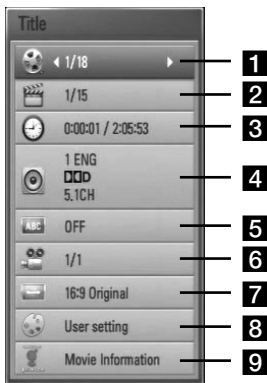 Title
1/18 1
1/15 2
0:00:01 / 2:05:53 3
1 ENG
DDD
5.1CH 4
ABC OFF 5
1/1 6
16:9 Original 7
User setting 8
Movie Information 9